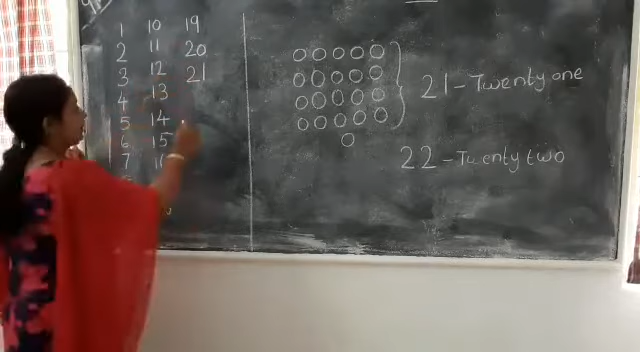 1 10 19
2 11 20
3 12 21
4 13
5 14
6 15
7
21 - Twenty one
22 - Twenty two